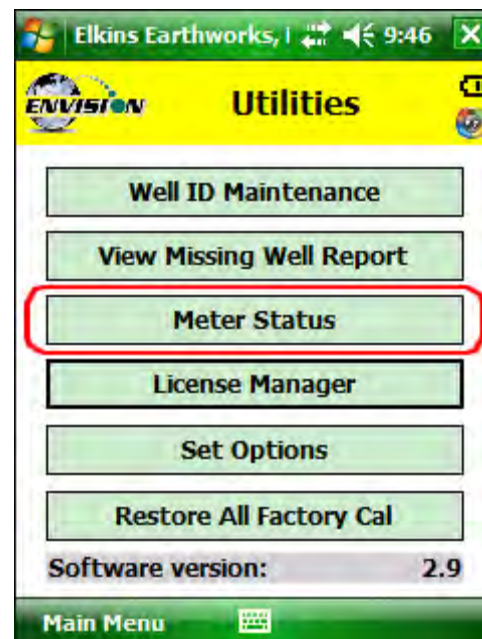 Elkins Earthworks, I 9:46
ENVISION Utilities
Well ID Maintenance
View Missing Well Report
Meter Status
License Manager
Set Options
Restore All Factory Cal
Software version: 2.9
Main Menu